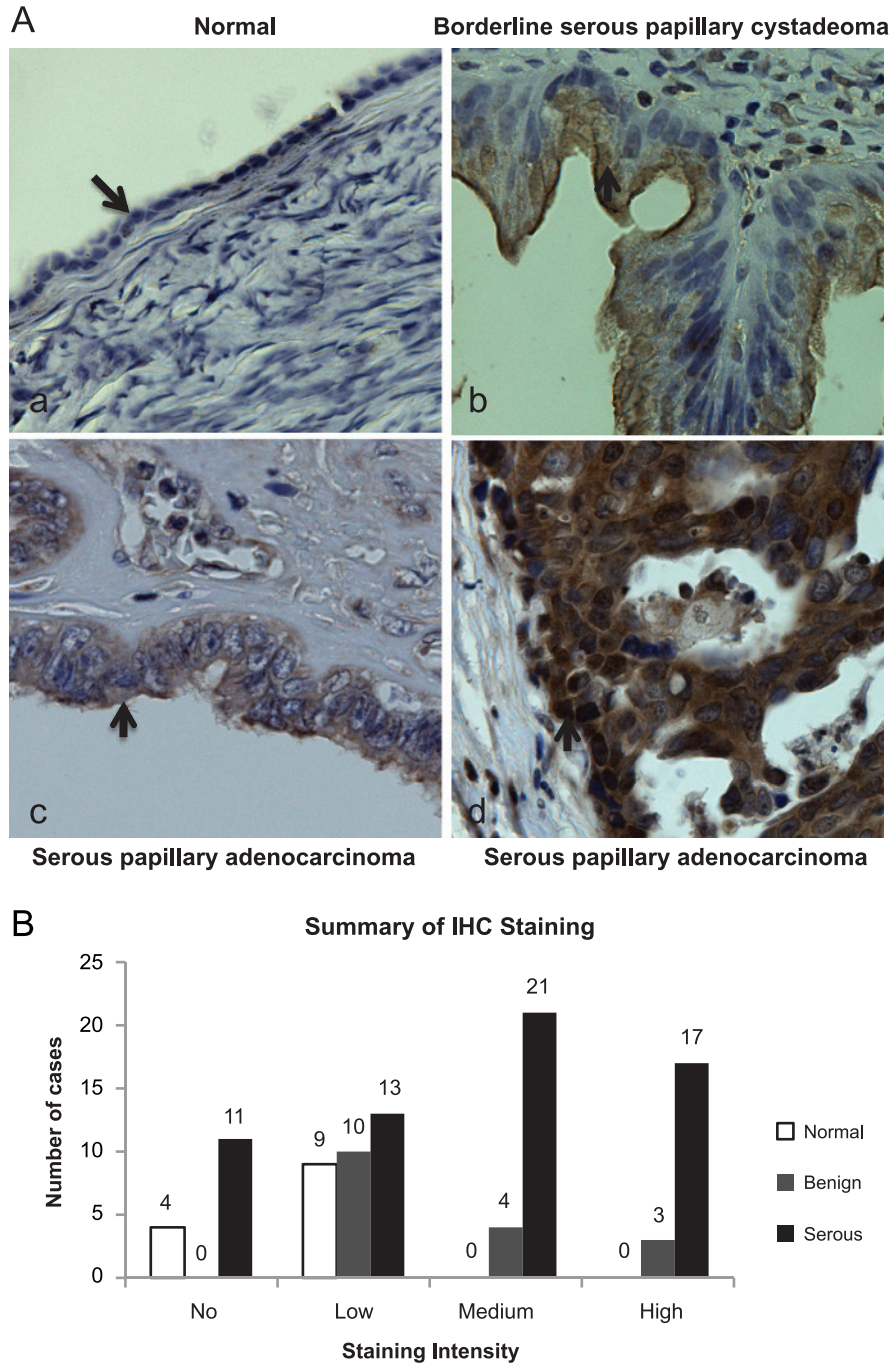 A
Normal
Borderline serous papillary cystadeoma
a
b
c
d
Serous papillary adenocarcinoma
Serous papillary adenocarcinoma
B
Summary of IHC Staining
Number of cases
25
20
15
10
5
0
4
0
11
9
10
13
0
4
21
0
3
17
No
Low
Medium
High
Staining Intensity
Normal
Benign
Serous